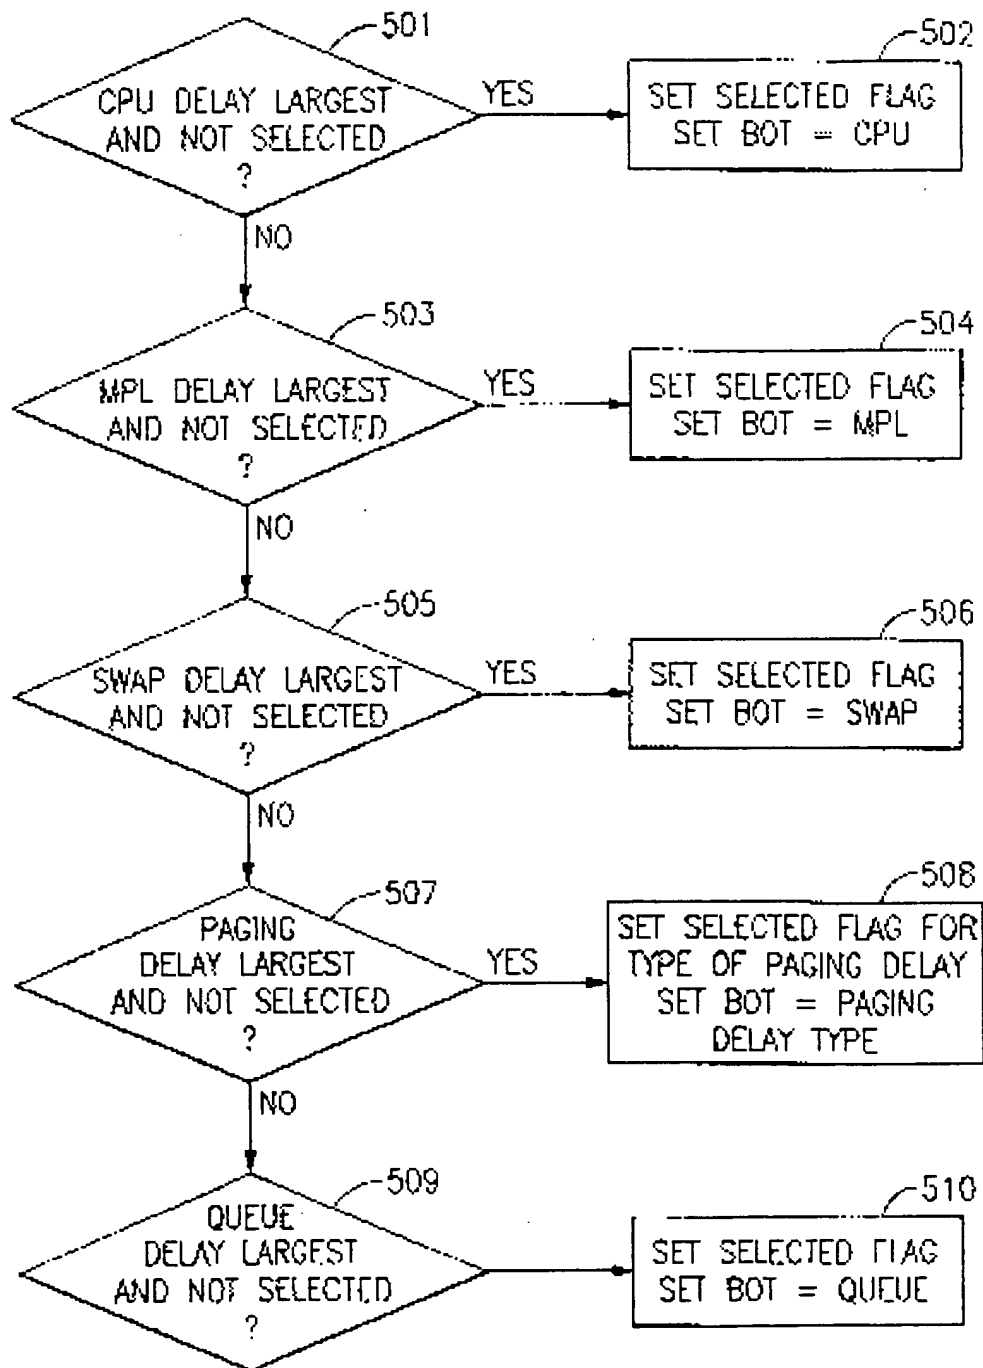 501
CPU DELAY LARGEST
AND NOT SELECTED
?
YES
502
SET SELECTED FLAG
SET BOT = CPU
NO
503
MPL DELAY LARGEST
AND NOT SELECTED
?
YES
504
SET SELECTED FLAG
SET BOT = MPL
NO
505
SWAP DELAY LARGEST
AND NOT SELECTED
?
YES
506
SET SELECTED FLAG
SET BOT = SWAP
NO
507
PAGING
DELAY LARGEST
AND NOT SELECTED
?
YES
508
SET SELECTED FLAG FOR
TYPE OF PAGING DELAY
SET BOT = PAGING
DELAY TYPE
NO
509
QUEUE
DELAY LARGEST
AND NOT SELECTED
?
510
SET SELECTED FLAG
SET BOT = QUEUE